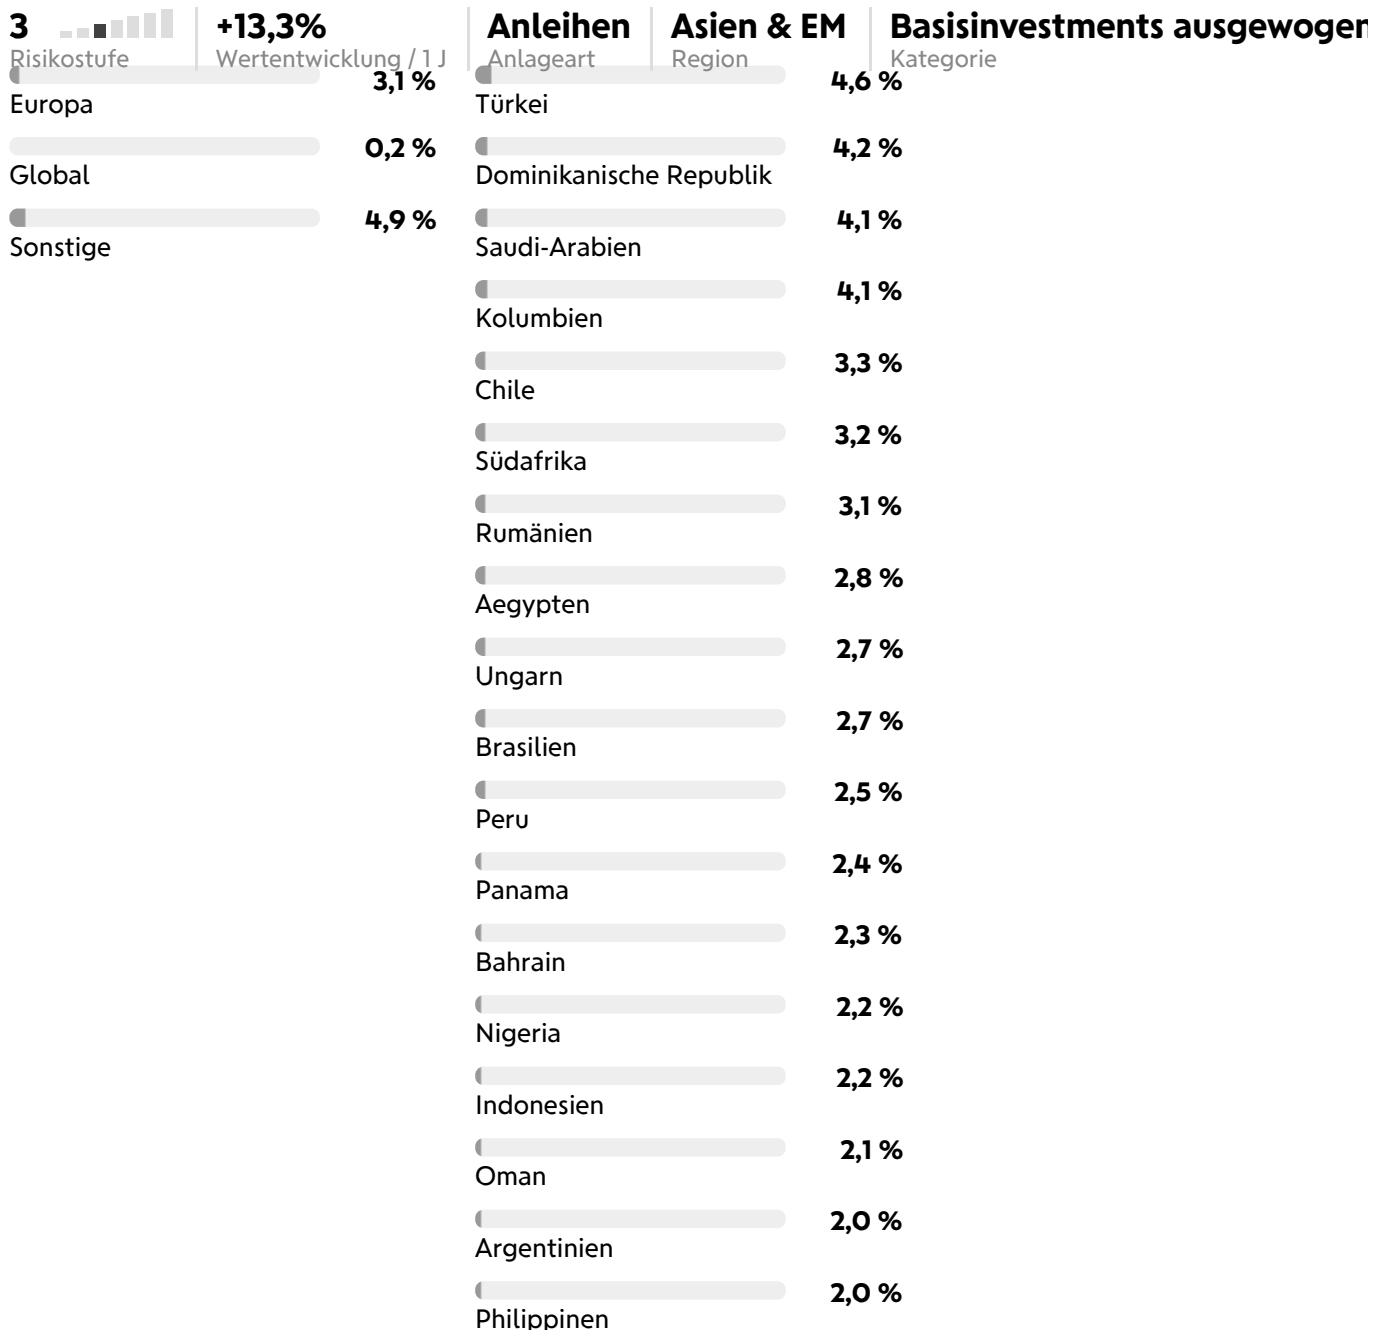 3
Risikostufe
+13,3%
Wertentwicklung / 1 J
Anleihen
Anlageart
Asien & EM
Region
Basisinvestments ausgewogen
Kategorie
3,1 %
Europa
0,2 %
Global
4,9 %
Sonstige
4,6 %
Türkei
4,2 %
Dominikanische Republik
4,1 %
Saudi-Arabien
4,1 %
Kolumbien
3,3 %
Chile
3,2 %
Südafrika
3,1 %
Rumänien
2,8 %
Aegypten
2,7 %
Ungarn
2,7 %
Brasilien
2,5 %
Peru
2,4 %
Panama
2,3 %
Bahrain
2,2 %
Nigeria
2,2 %
Indonesien
2,1 %
Oman
2,0 %
Argentinien
2,0 %
Philippinen